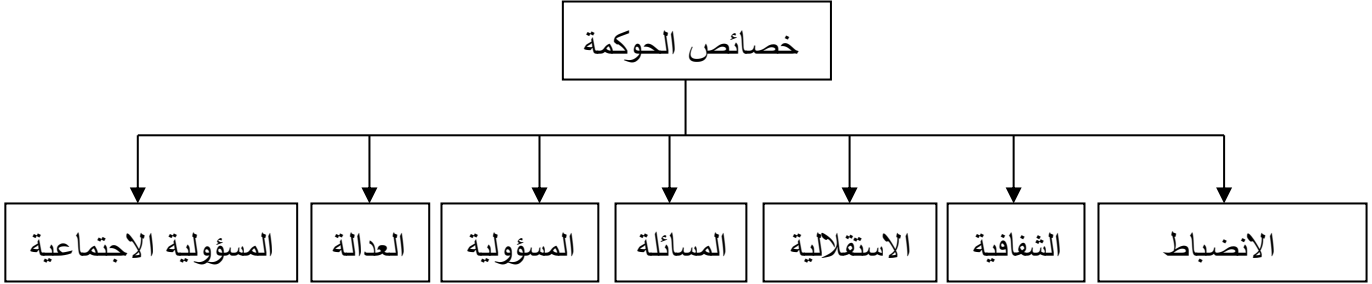 خصائص الحوكمة
الانضباط
الشفافية
الاستقلالية
المسائلة
المسؤولية
العدالة
المسؤولية الاجتماعية